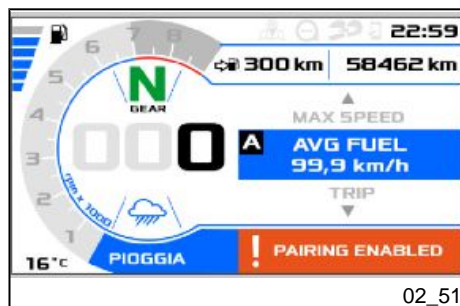 22:59
300 km
58462 km
8
7
6
5
4
3
2
1
rpm x 1000
N
GEAR
000
MAX SPEED
A
AVG FUEL
99,9 km/h
TRIP
16°C
PIOGGIA
! PAIRING ENABLED
02_51